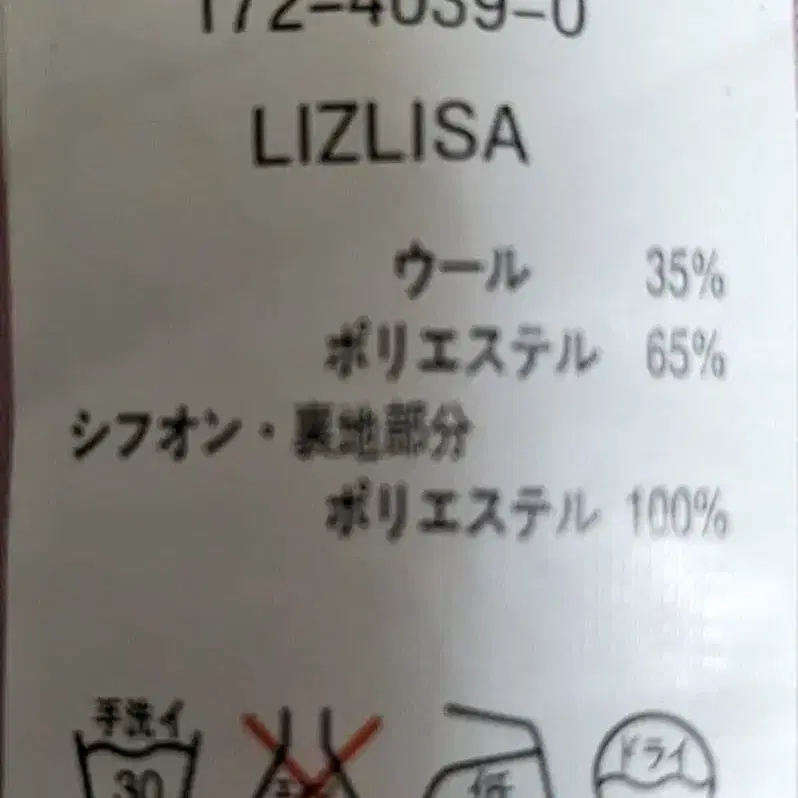 172-4039-0
LIZLISA
ウール 35%
ポリエステル 65%
シフオン・裏地部分
ポリエステル 100%
手洗イ
30
低
ドライ